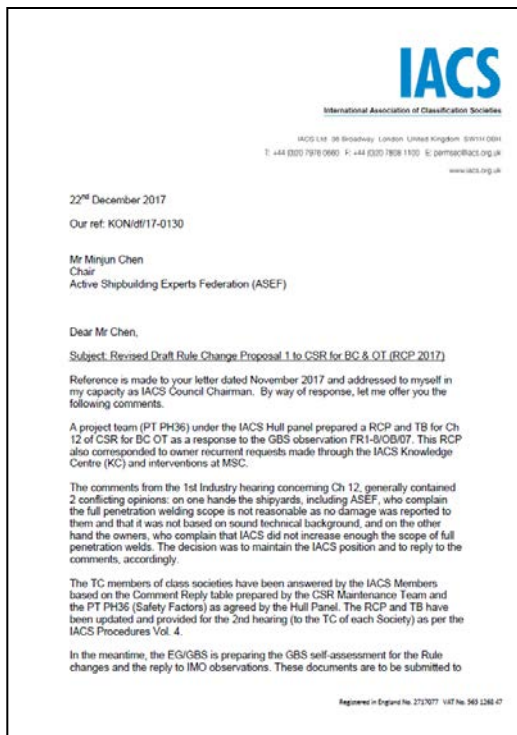 IACS
International Association of Classification Societies
IACS Ltd. 36 Broadway London United Kingdom SW1H 0BH
T: +44 (0)20 7976 0660 F: +44 (0)20 7808 1100 E: permsec@iacs.org.uk
www.iacs.org.uk
22nd December 2017
Our ref: KON/df/17-0130
Mr Minjun Chen
Chair
Active Shipbuilding Experts Federation (ASEF)
Dear Mr Chen,
Subject: Revised Draft Rule Change Proposal 1 to CSR for BC & OT (RCP 2017)
Reference is made to your letter dated November 2017 and addressed to myself in
my capacity as IACS Council Chairman. By way of response, let me offer you the
following comments.
A project team (PT PH36) under the IACS Hull panel prepared a RCP and TB for Ch
12 of CSR for BC OT as a response to the GBS observation FR1-8/OB/07. This RCP
also corresponded to owner recurrent requests made through the IACS Knowledge
Centre (KC) and interventions at MSC.
The comments from the 1st Industry hearing concerning Ch 12, generally contained
2 conflicting opinions: on one hande the shipyards, including ASEF, who complain
the full penetration welding scope is not reasonable as no damage was reported to
them and that it was not based on sound technical background, and on the other
hand the owners, who complain that IACS did not increase enough the scope of full
penetration welds. The decision was to maintain the IACS position and to reply to the
comments, accordingly.
The TC members of class societies have been answered by the IACS Members
based on the Comment Reply table prepared by the CSR Maintenance Team and
the PT PH36 (Safety Factors) as agreed by the Hull Panel. The RCP and TB have
been updated and provided for the 2nd hearing (to the TC of each Society) as per the
IACS Procedures Vol. 4.
In the meantime, the EG/GBS is preparing the GBS self-assessment for the Rule
changes and the reply to IMO observations. These documents are to be submitted to
Registered in England No. 2717077 VAT No. 563 1268 47